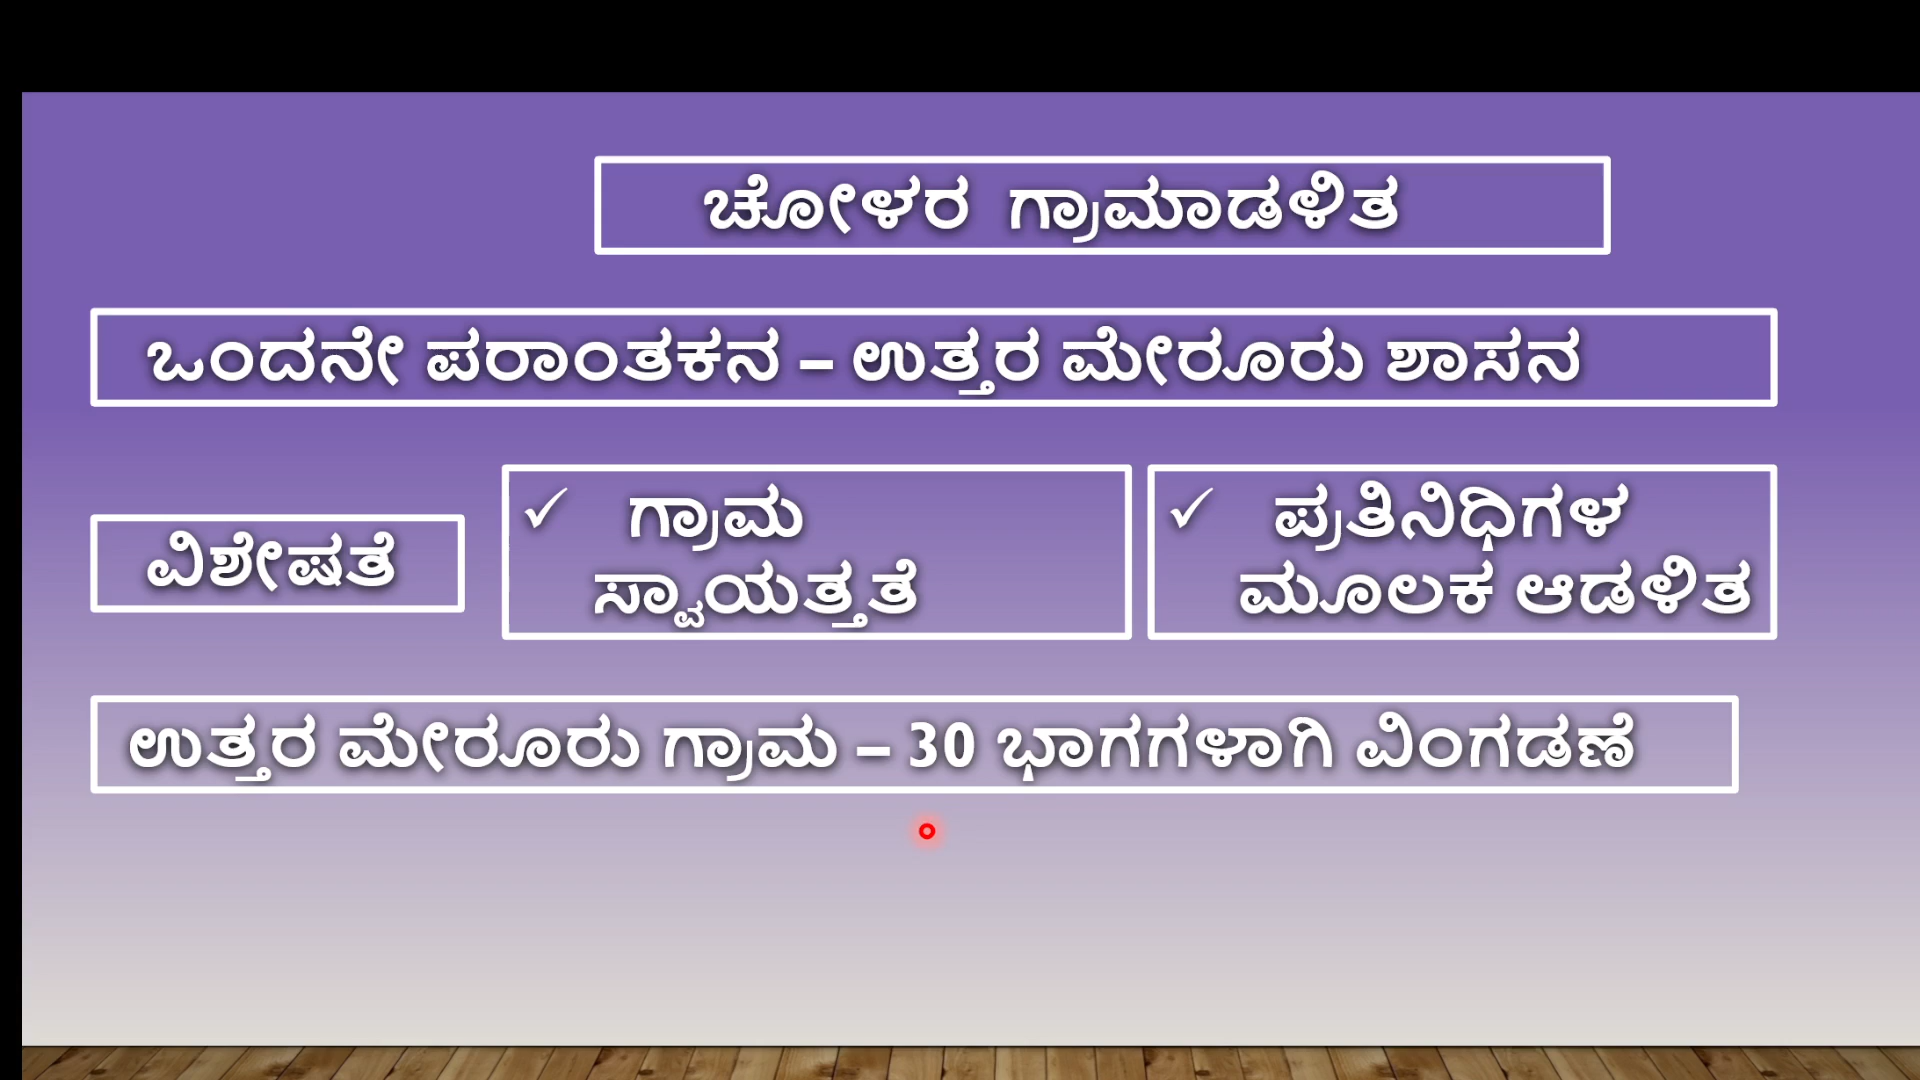 ಚೋಳರ ಗ್ರಾಮಾಡಳಿತ
ಒಂದನೇ ಪರಾಂತಕನ – ಉತ್ತರ ಮೇರೂರು ಶಾಸನ
ವಿಶೇಷತೆ
✓ ಗ್ರಾಮ
ಸ್ವಾಯತ್ತತೆ
✓ ಪ್ರತಿನಿಧಿಗಳ
ಮೂಲಕ ಆಡಳಿತ
ಉತ್ತರ ಮೇರೂರು ಗ್ರಾಮ – 30 ಭಾಗಗಳಾಗಿ ವಿಂಗಡಣೆ